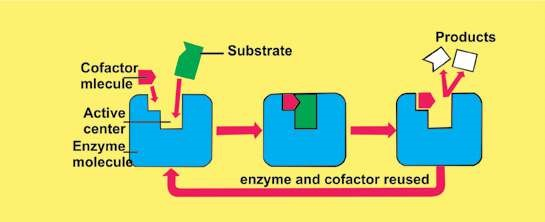 Cofactor
mlecule
Substrate
Products
Active
center
Enzyme
molecule
enzyme and cofactor reused